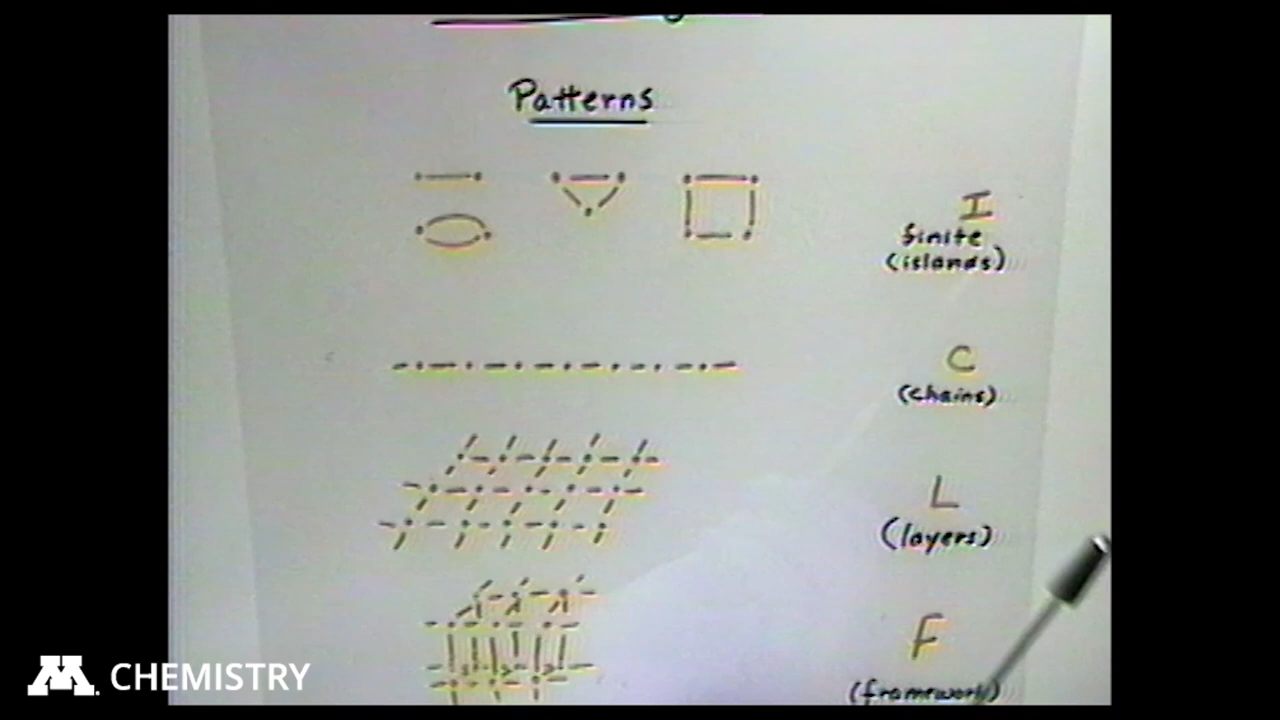 Patterns
I
finite
(islands)
C
(chains)
L
(layers)
F
(framework)
M. CHEMISTRY